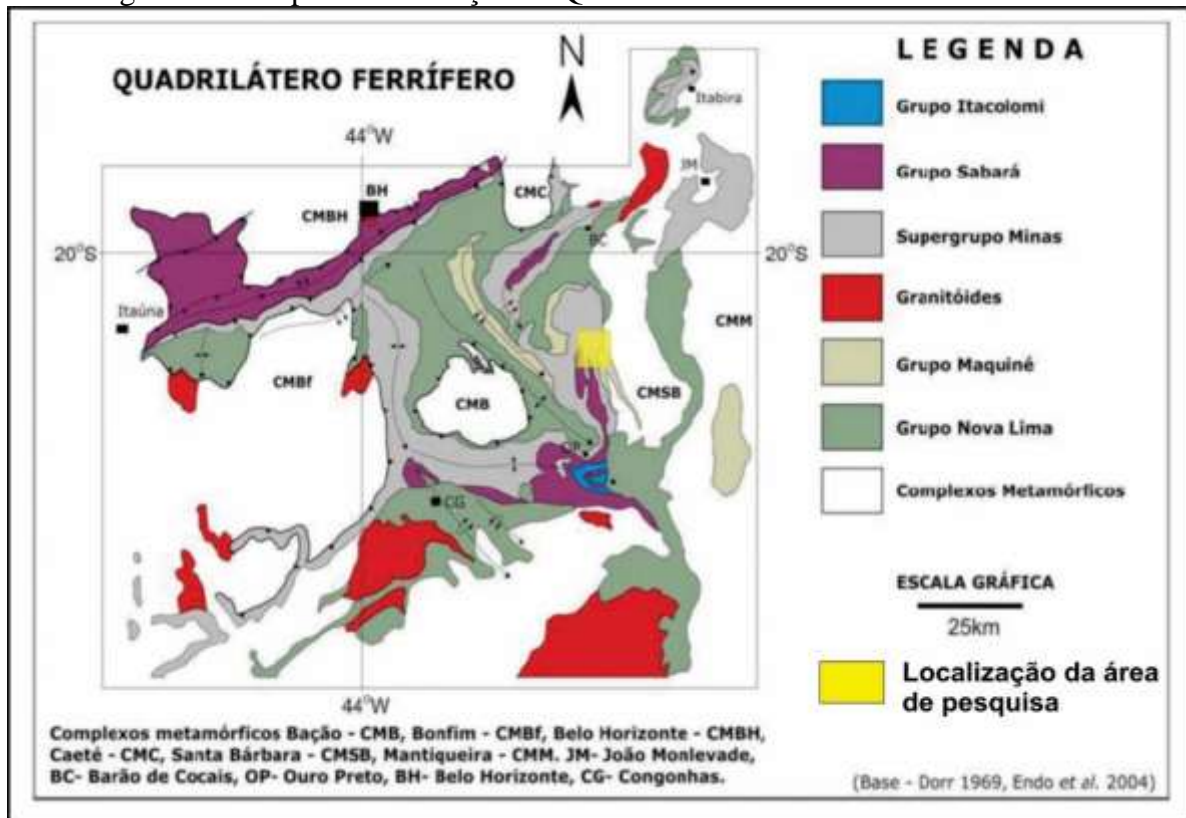 QUADRILÁTERO FERRÍFERO
N
44°W
BH
CMBH
CMC
Itabira
JM
BC
20°S
20°S
Itaúna
CMBf
CMB
CMSB
CMM
CG
44°W
LEGENDA
Grupo Itacolomi
Grupo Sabará
Supergrupo Minas
Granitóides
Grupo Maquiné
Grupo Nova Lima
Complexos Metamórficos
ESCALA GRÁFICA
25km
Localização da área
de pesquisa
Complexos metamórficos Bação - CMB, Bonfim - CMBf, Belo Horizonte - CMBH,
Caeté - CMC, Santa Bárbara - CMSB, Mantiqueira - CMM. JM- João Monlevade,
BC- Barão de Cocais, OP- Ouro Preto, BH- Belo Horizonte, CG- Congonhas.
(Base - Dorr 1969, Endo et al. 2004)